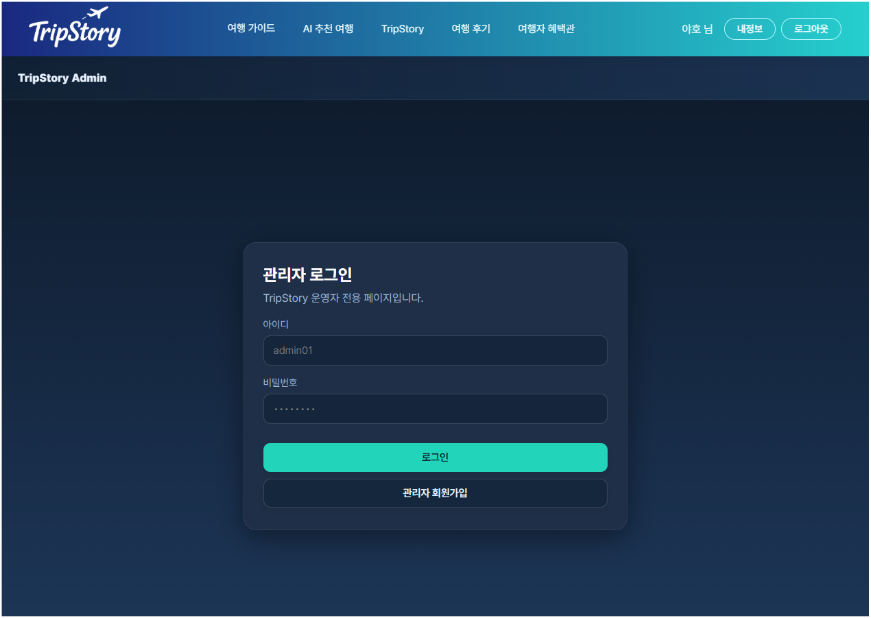 TripStory
여행 가이드 AI 추천 여행 TripStory 여행 후기 여행자 혜택관 야호 님 내정보 로그아웃
TripStory Admin
관리자 로그인
TripStory 운영자 전용 페이지입니다.
아이디
admin01
비밀번호
로그인
관리자 회원가입